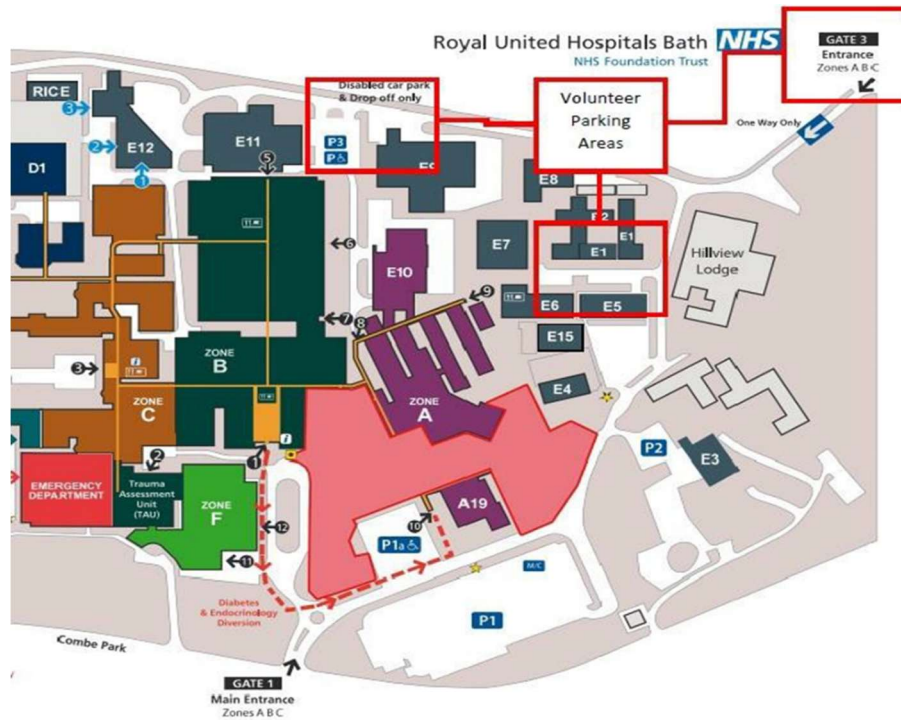 Royal United Hospitals Bath NHS
NHS Foundation Trust
GATE 3
Entrance
Zones A B C
One Way Only
Volunteer
Parking
Areas
Disabled car park
& Drop off only
P3
P
RICE
3
2
1
E12
E11
5
E9
E8
E2
E1
E1
D1
6
E7
Hillview
Lodge
E10
9
E6
E5
7
8
E15
ZONE
B
3
i
ZONE
C
ZONE
A
E4
P2
E3
i
1
2
EMERGENCY
DEPARTMENT
Trauma
Assessment
Unit
(TAU)
ZONE
F
A19
10
12
P1a
11
M/C
P1
Diabetes
& Endocrinology
Diversion
Combe Park
GATE 1
Main Entrance
Zones A B C